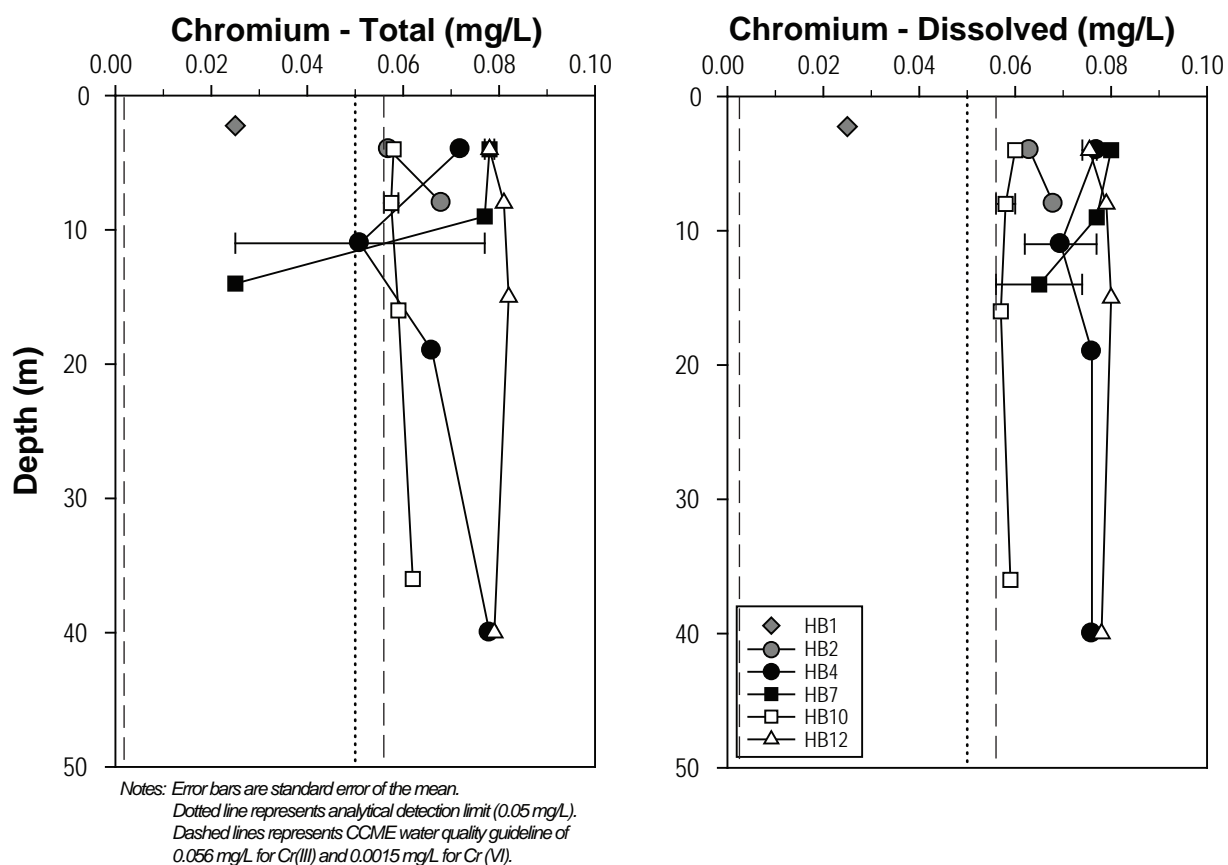 Chromium - Total (mg/L)
0.00 0.02 0.04 0.06 0.08 0.10
0
10
20
30
40
50
Depth (m)
Chromium - Dissolved (mg/L)
0.00 0.02 0.04 0.06 0.08 0.10
0
10
20
30
40
50
HB1
HB2
HB4
HB7
HB10
HB12
Notes: Error bars are standard error of the mean.
Dotted line represents analytical detection limit (0.05 mg/L).
Dashed lines represents CCME water quality guideline of
0.056 mg/L for Cr(III) and 0.0015 mg/L for Cr (VI).